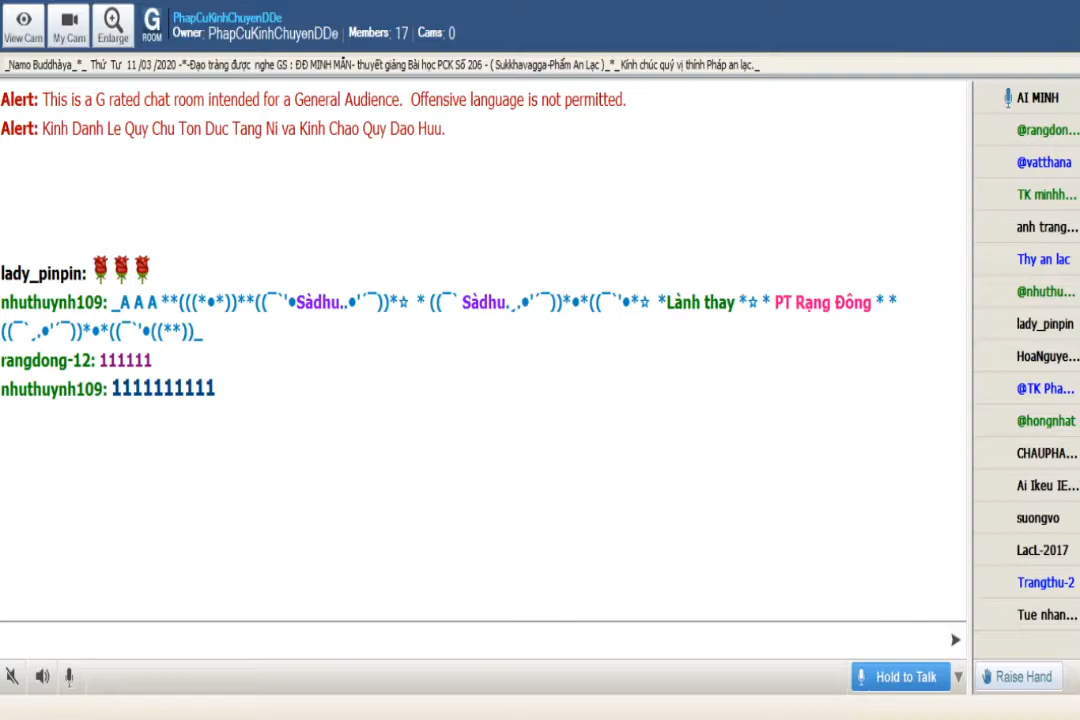 View Cam
My Cam
Enlarge
G
ROOM
PhapCuKinhChuyenDDe
Owner: PhapCuKinhChuyenDDe Members: 17 Cams: 0
_Namo Buddhàya_*_ Thứ Tư 11 /03 /2020 -*-Đạo tràng được nghe GS : ĐĐ MINH MẪN- thuyết giảng Bài học PCK Số 206 - ( Sukkhavagga-Phẩm An Lạc )_*_Kính chúc quý vị thính Pháp an lạc._
Alert: This is a G rated chat room intended for a General Audience. Offensive language is not permitted.
Alert: Kinh Danh Le Quy Chu Ton Duc Tang Ni va Kinh Chao Quy Dao Huu.
lady_pinpin:
nhuthuynh109: _A A A **(((*•*))**((¯`'•Sàdhu..•'´¯))*☆ * ((¯` Sàdhu.¸.•'´¯))*•*((¯`'•*☆ *Lành thay *☆ * PT Rạng Đông * *
((¯`¸.•'´¯))*•*((¯`'•((**))_
rangdong-12: 111111
nhuthuynh109: 1111111111
AI MINH
@rangdon...
@vatthana
TK minhh...
anh trang...
Thy an lac
@nhuthu...
lady_pinpin
HoaNguye...
@TK Pha...
@hongnhat
CHAUPHA...
Ai Ikeu IE...
suongvo
LacL-2017
Trangthu-2
Tue nhan...
Hold to Talk
Raise Hand